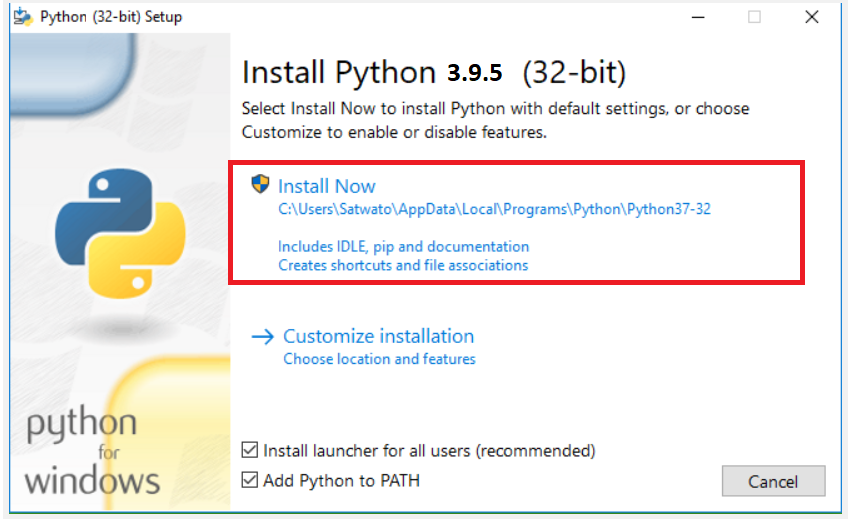 Python (32-bit) Setup
Install Python 3.9.5 (32-bit)
Select Install Now to install Python with default settings, or choose
Customize to enable or disable features.
Install Now
C:\Users\Satwato\AppData\Local\Programs\Python\Python37-32
Includes IDLE, pip and documentation
Creates shortcuts and file associations
Customize installation
Choose location and features
python
for
windows
Install launcher for all users (recommended)
Add Python to PATH
Cancel